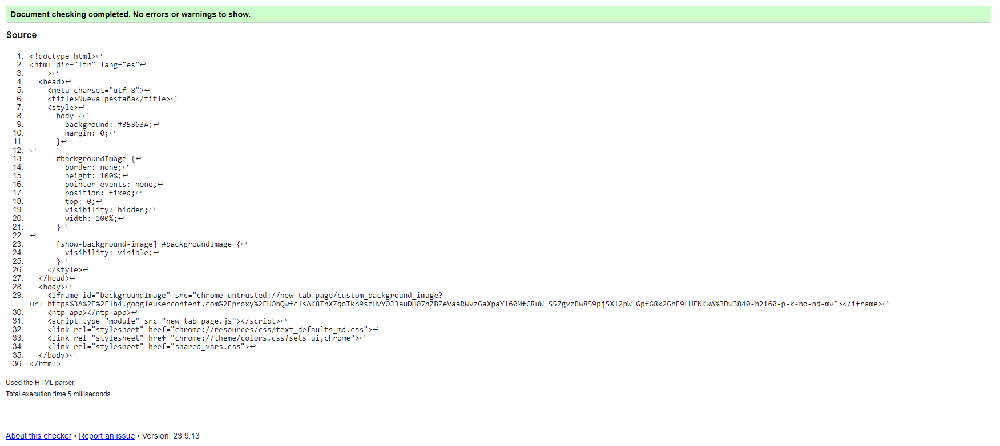 Document checking completed. No errors or warnings to show.
Source
1. <!doctype html>↩
2. <html dir="ltr" lang="es"↩
3.     >↩
4.   <head>↩
5.     <meta charset="utf-8">↩
6.     <title>Nueva pestaña</title>↩
7.     <style>↩
8.       body {↩
9.         background: #35363A;↩
10.         margin: 0;↩
11.       }↩
12. ↩
13.       #backgroundImage {↩
14.         border: none;↩
15.         height: 100%;↩
16.         pointer-events: none;↩
17.         position: fixed;↩
18.         top: 0;↩
19.         visibility: hidden;↩
20.         width: 100%;↩
21.       }↩
22. ↩
23.       [show-background-image] #backgroundImage {↩
24.         visibility: visible;↩
25.       }↩
26.     </style>↩
27.   </head>↩
28.   <body>↩
29.     <iframe id="backgroundImage" src="chrome-untrusted://new-tab-page/custom_background_image?
url=https%3A%2F%2Flh4.googleusercontent.com%2Fproxy%2FUOhQwfclsAK8TnXZqoTkh9szHvYOJ3auDH07hZBZeVaaRWvzGaXpaYl60MfCRuW_S57gvzBw859pj5Xl2pW_GpfG8k2GhE9LUFNKwA%3Dw3840-h2160-p-k-no-nd-mv"></iframe>↩
30.     <ntp-app></ntp-app>↩
31.     <script type="module" src="new_tab_page.js"></script>↩
32.     <link rel="stylesheet" href="chrome://resources/css/text_defaults_md.css">↩
33.     <link rel="stylesheet" href="chrome://theme/colors.css?sets=ui,chrome">↩
34.     <link rel="stylesheet" href="shared_vars.css">↩
35.   </body>↩
36. </html>
Used the HTML parser.
Total execution time 5 milliseconds.
About this checker • Report an issue • Version: 23.9.13